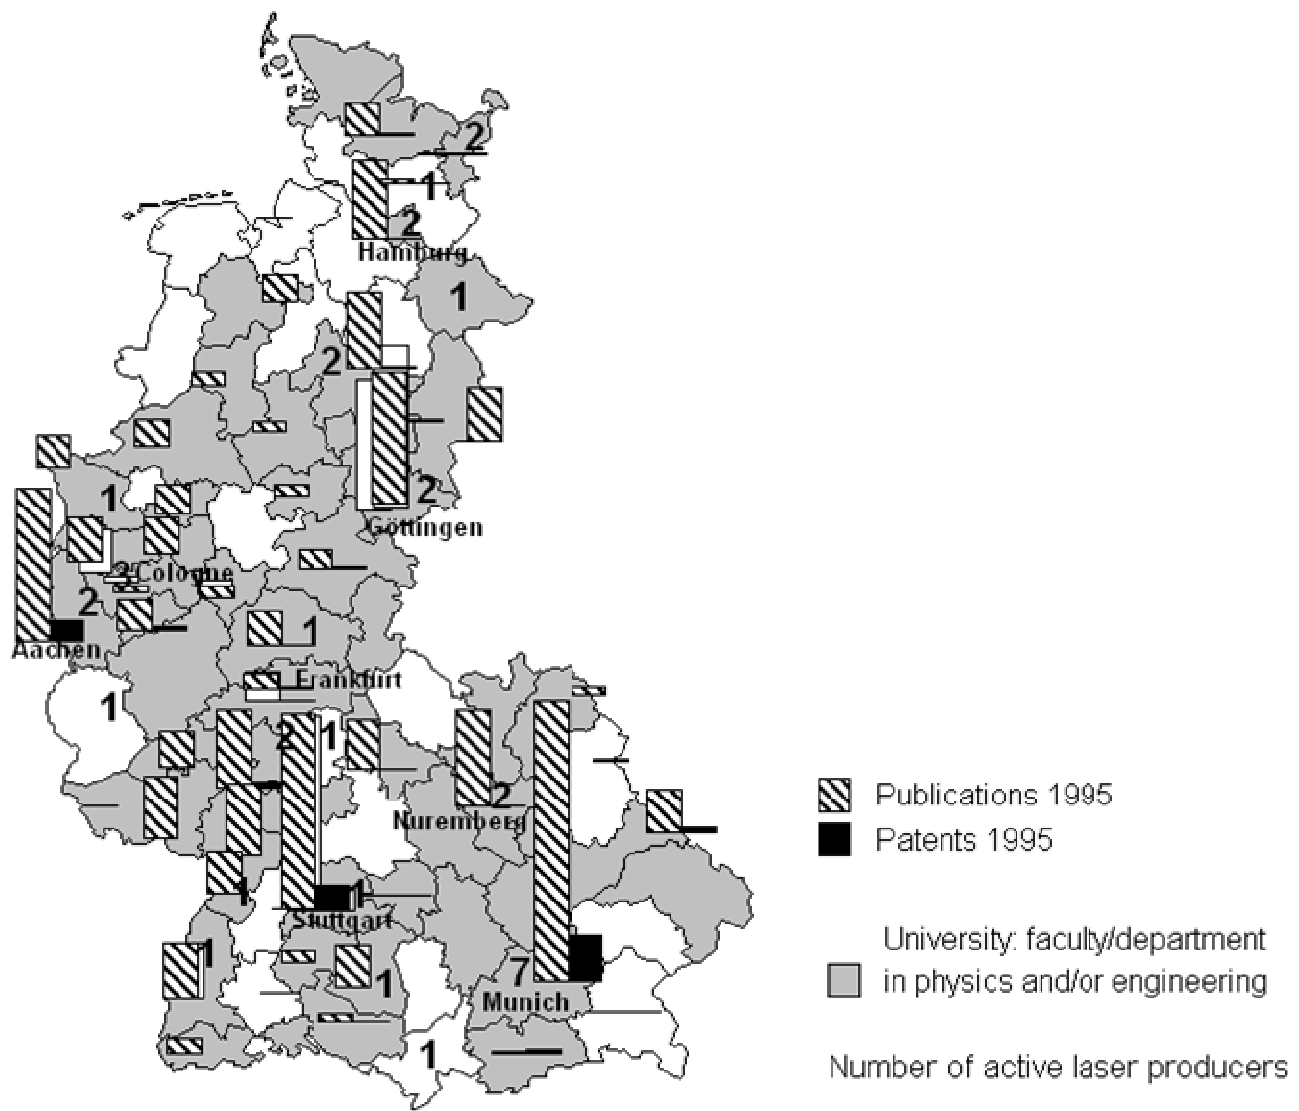 2
1
2
Hamburg
1
2
2
1
Göttingen
3
Cologne
2
1
Aachen
Frankfurt
1
2
1
2
Nuremberg
Publications 1995
Patents 1995
1
1
Stuttgart
University: faculty/department
1
7
in physics and/or engineering
1
Munich
1
Number of active laser producers